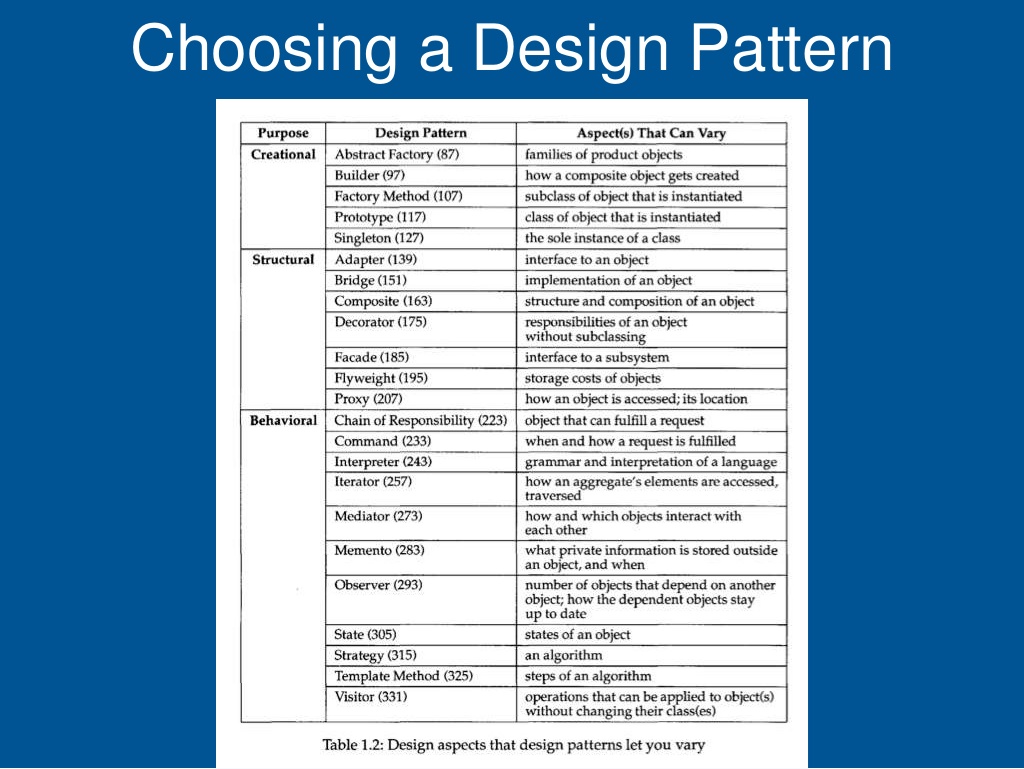 Choosing a Design Pattern
Purpose Design Pattern Aspect(s) That Can Vary
Creational Abstract Factory (87) families of product objects
Builder (97) how a composite object gets created
Factory Method (107) subclass of object that is instantiated
Prototype (117) class of object that is instantiated
Singleton (127) the sole instance of a class
Structural Adapter (139) interface to an object
Bridge (151) implementation of an object
Composite (163) structure and composition of an object
Decorator (175) responsibilities of an object
without subclassing
Facade (185) interface to a subsystem
Flyweight (195) storage costs of objects
Proxy (207) how an object is accessed; its location
Behavioral Chain of Responsibility (223) object that can fulfill a request
Command (233) when and how a request is fulfilled
Interpreter (243) grammar and interpretation of a language
Iterator (257) how an aggregate's elements are accessed,
traversed
Mediator (273) how and which objects interact with
each other
Memento (283) what private information is stored outside
an object, and when
Observer (293) number of objects that depend on another
object; how the dependent objects stay
up to date
State (305) states of an object
Strategy (315) an algorithm
Template Method (325) steps of an algorithm
Visitor (331) operations that can be applied to object(s)
without changing their class(es)
Table 1.2: Design aspects that design patterns let you vary